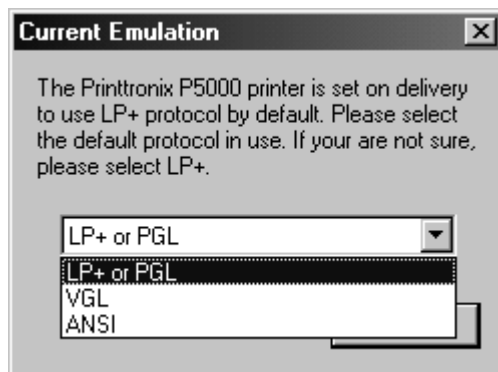 Current Emulation
The Printtronix P5000 printer is set on delivery
to use LP+ protocol by default. Please select
the default protocol in use. If your are not sure,
please select LP+.
LP+ or PGL
LP+ or PGL
VGL
ANSI